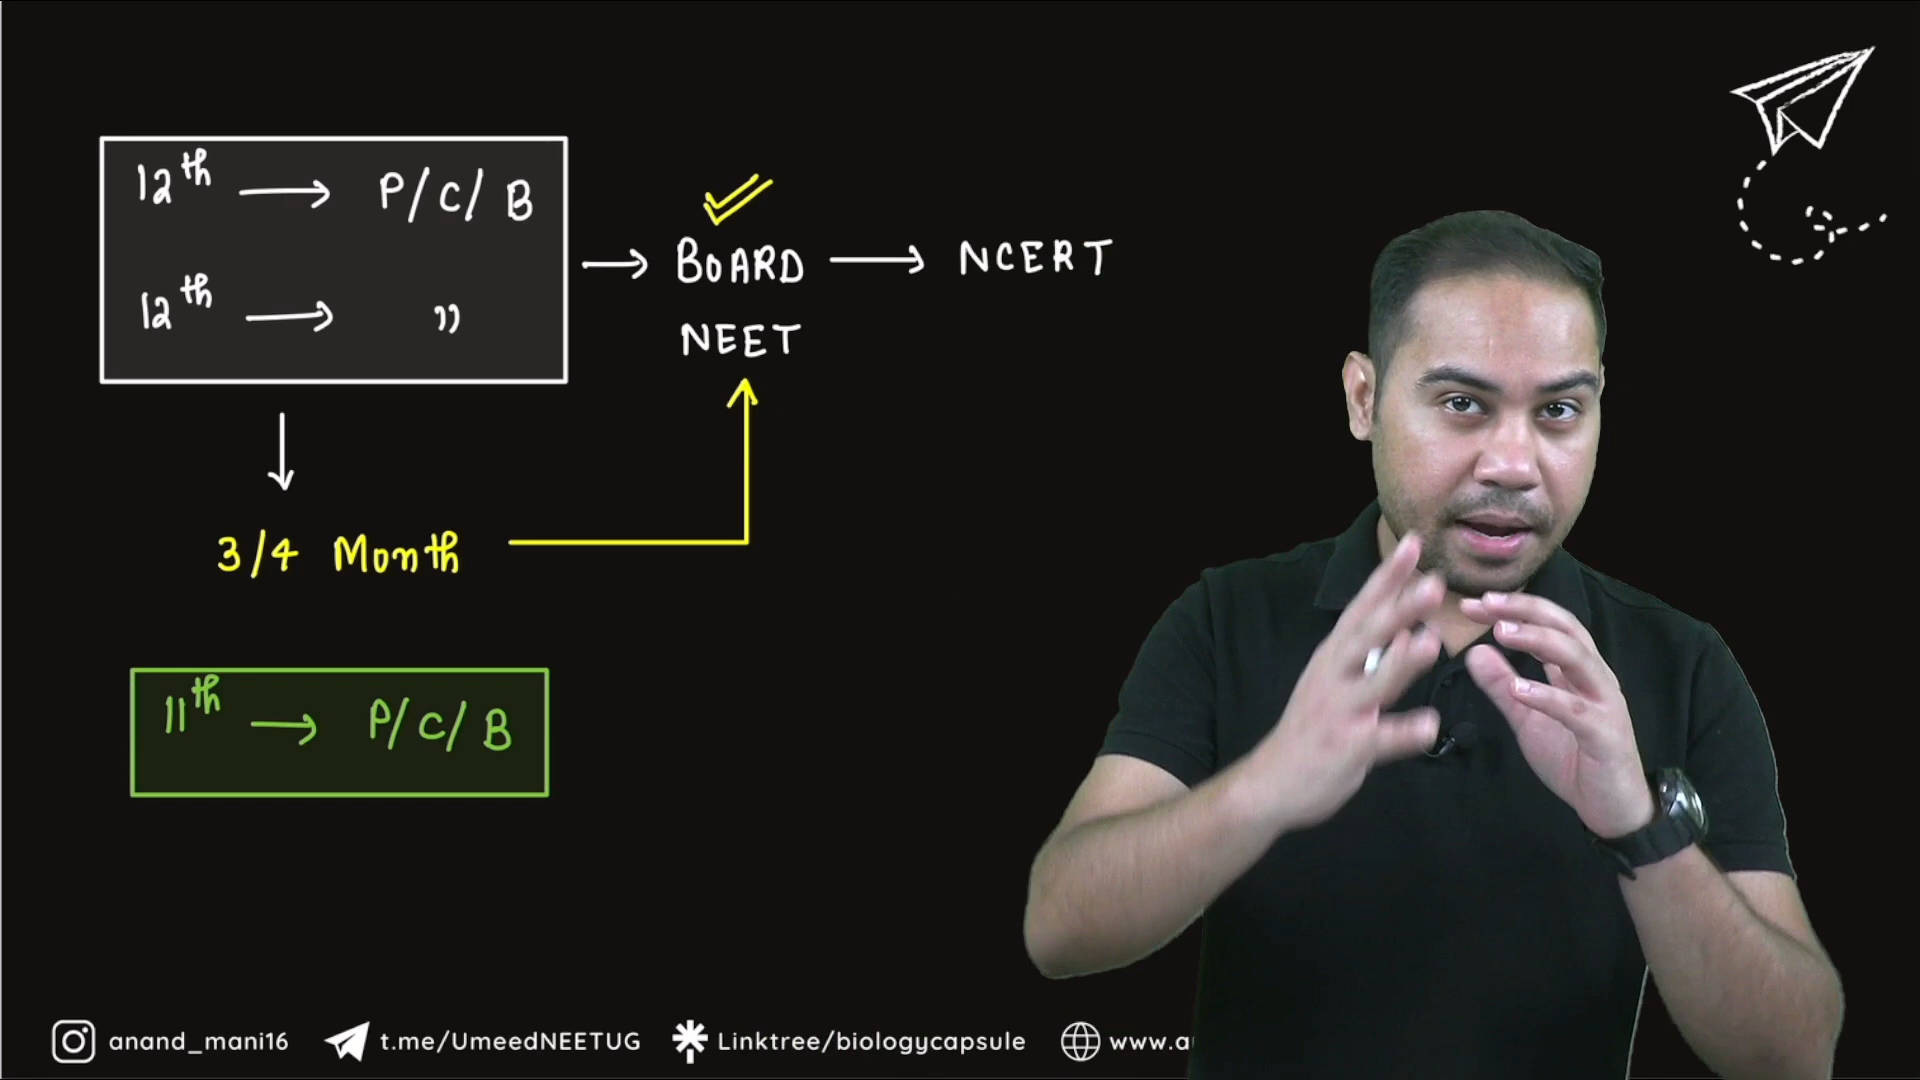 12th → P/C/B
12th → "
→ BOARD → NCERT
NEET
3/4 Month
11th → P/C/B
anand_mani16 t.me/UmeedNEETUG Linktree/biologycapsule www.a